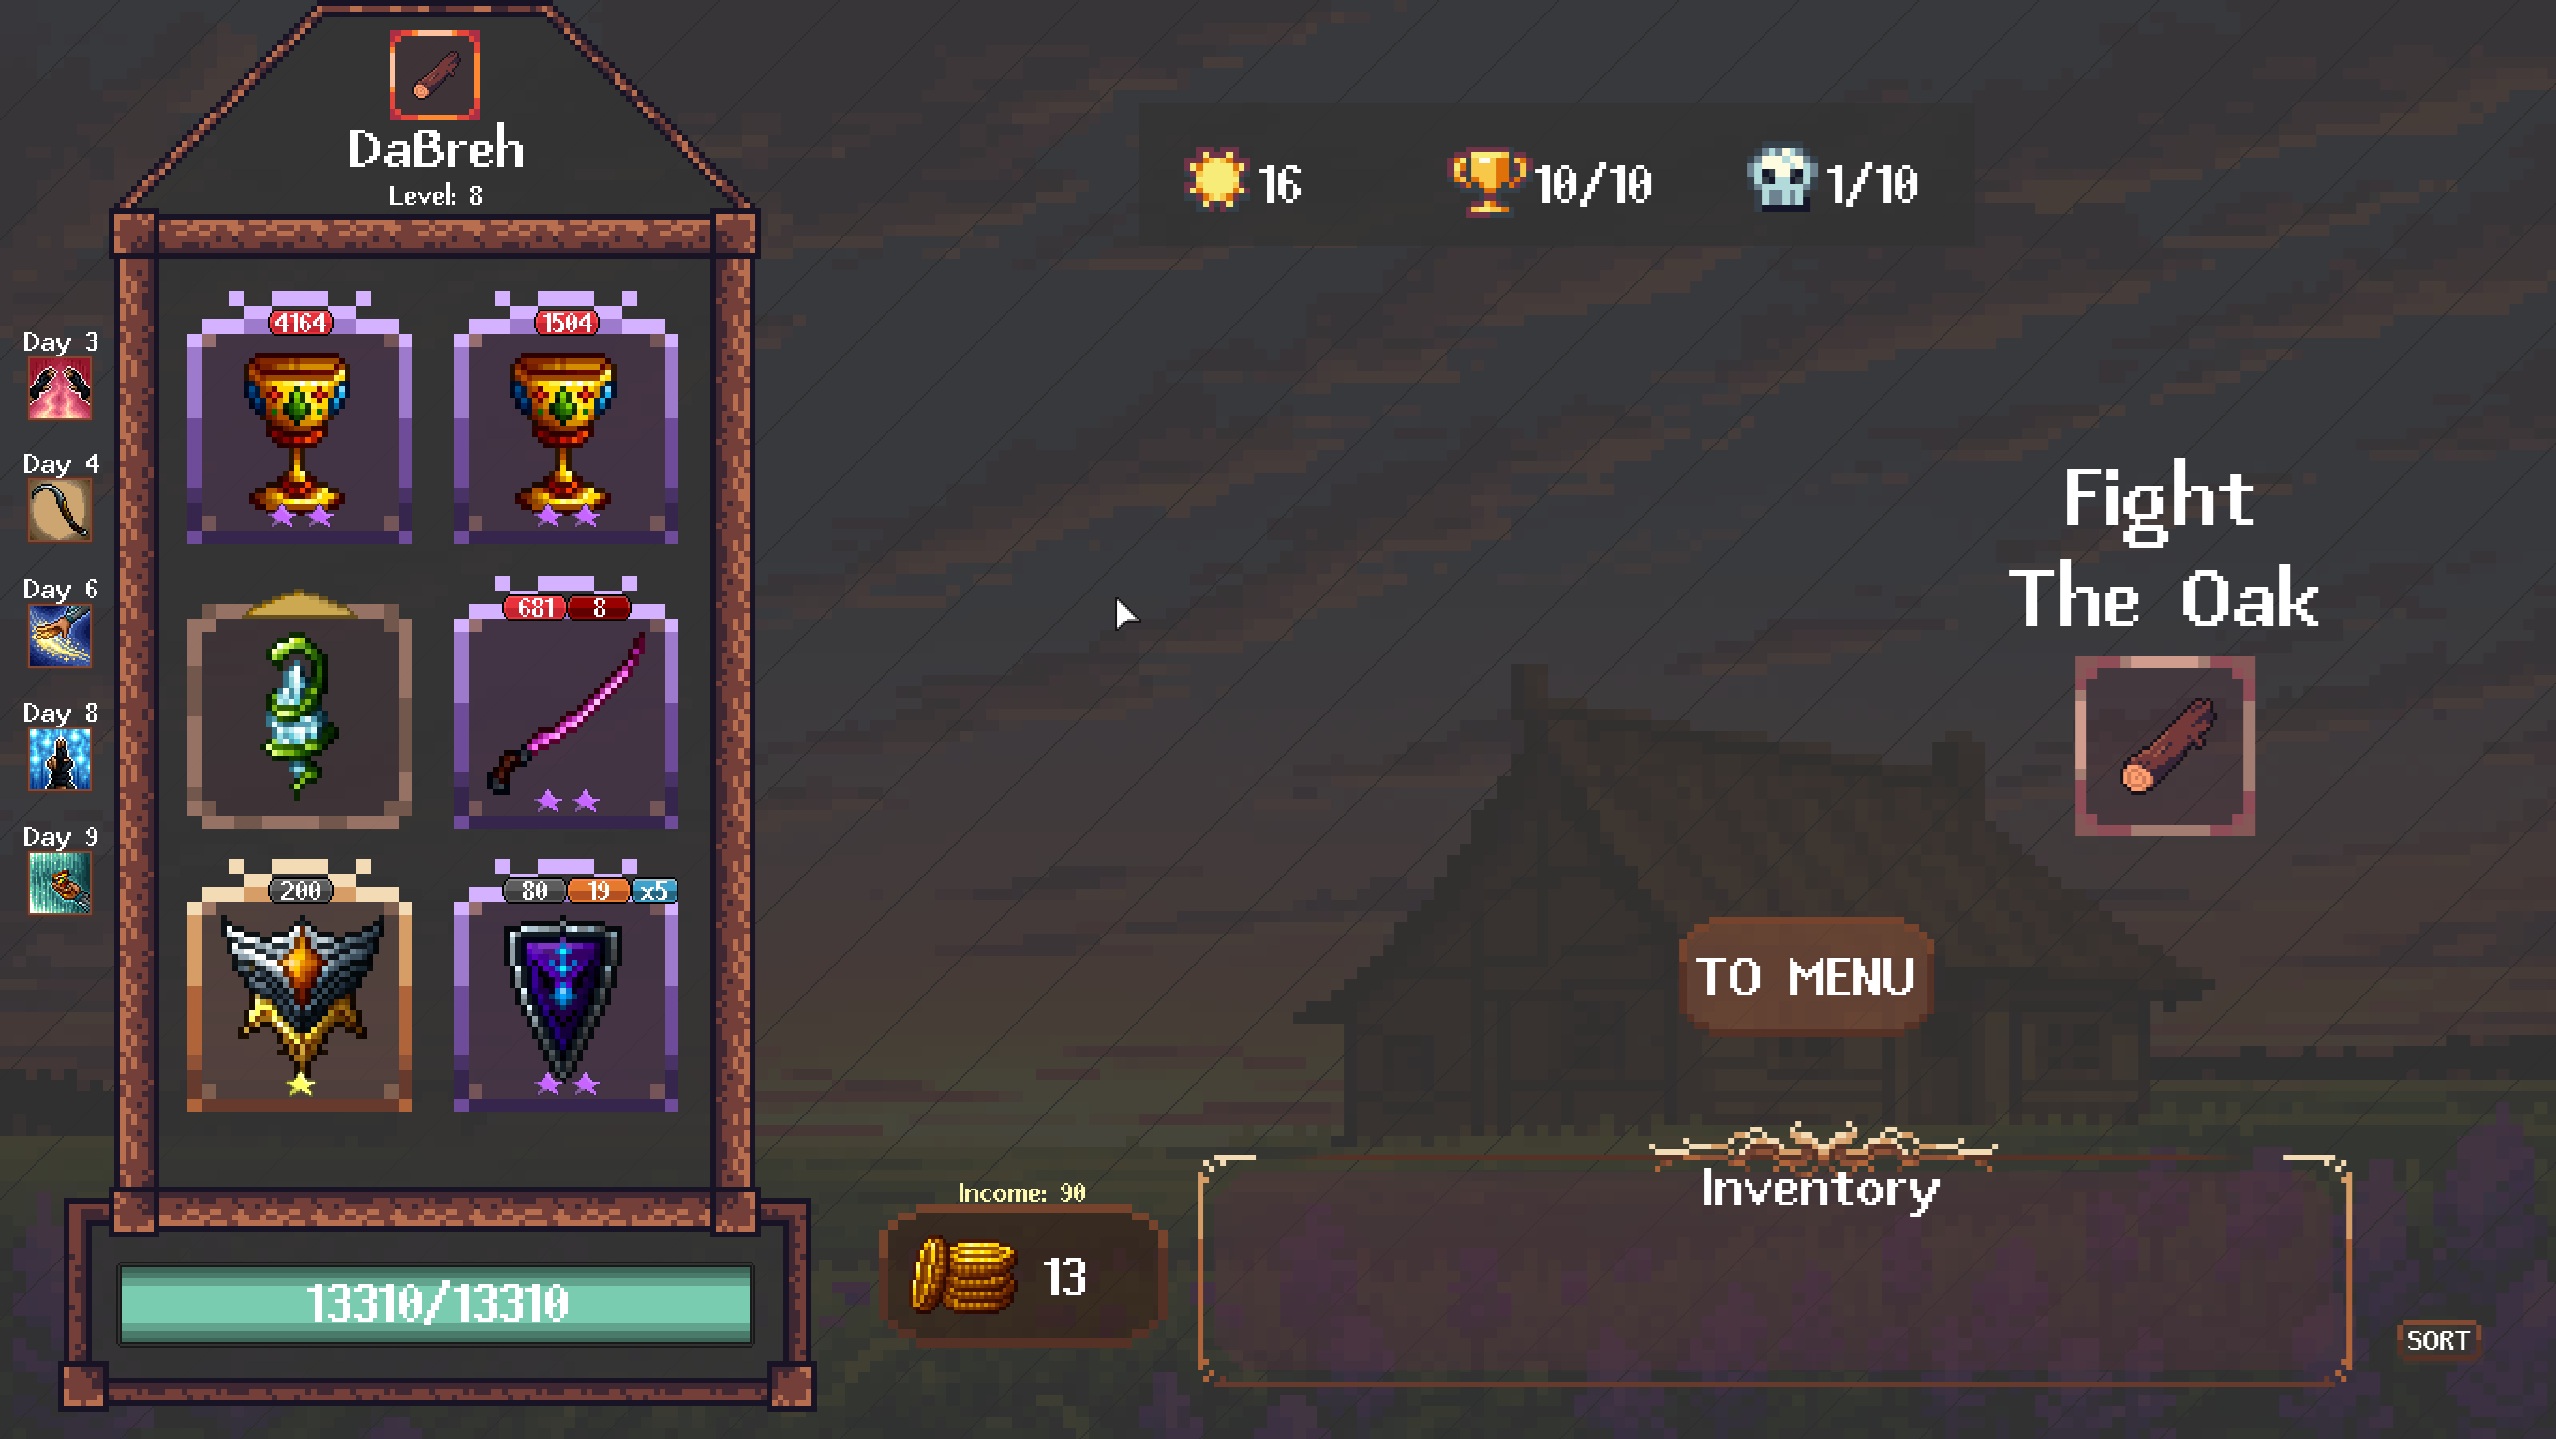 DaBreh
Level: 8
16
10/10
1/10
4164
1504
Day 3
Day 4
Fight
The Oak
Day 6
681 8
Day 8
Day 9
200
80 19 x5
TO MENU
Income: 90
13
Inventory
13310/13310
SORT